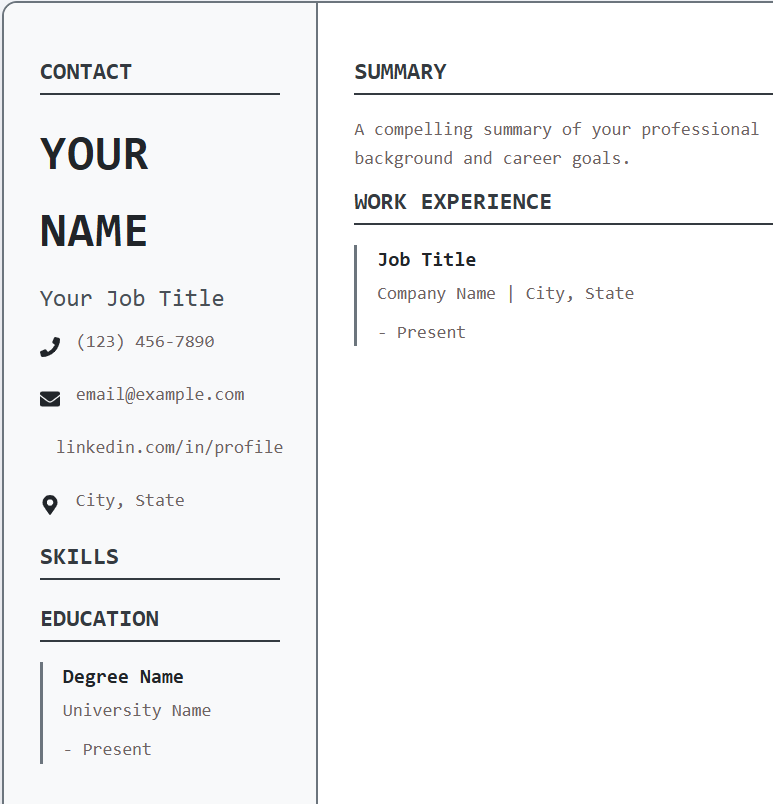 CONTACT
YOUR
NAME
Your Job Title
(123) 456-7890
email@example.com
linkedin.com/in/profile
City, State
SKILLS
EDUCATION
Degree Name
University Name
- Present
SUMMARY
A compelling summary of your professional
background and career goals.
WORK EXPERIENCE
Job Title
Company Name | City, State
- Present